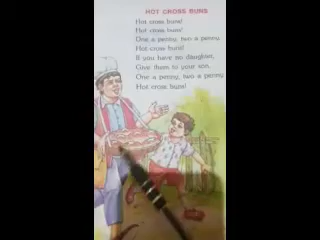 HOT CROSS BUNS
Hot cross buns!
Hot cross buns!
One a penny, two a penny,
Hot cross buns!
If you have no daughter,
Give them to your son,
One a penny, two a penny
Hot cross buns!